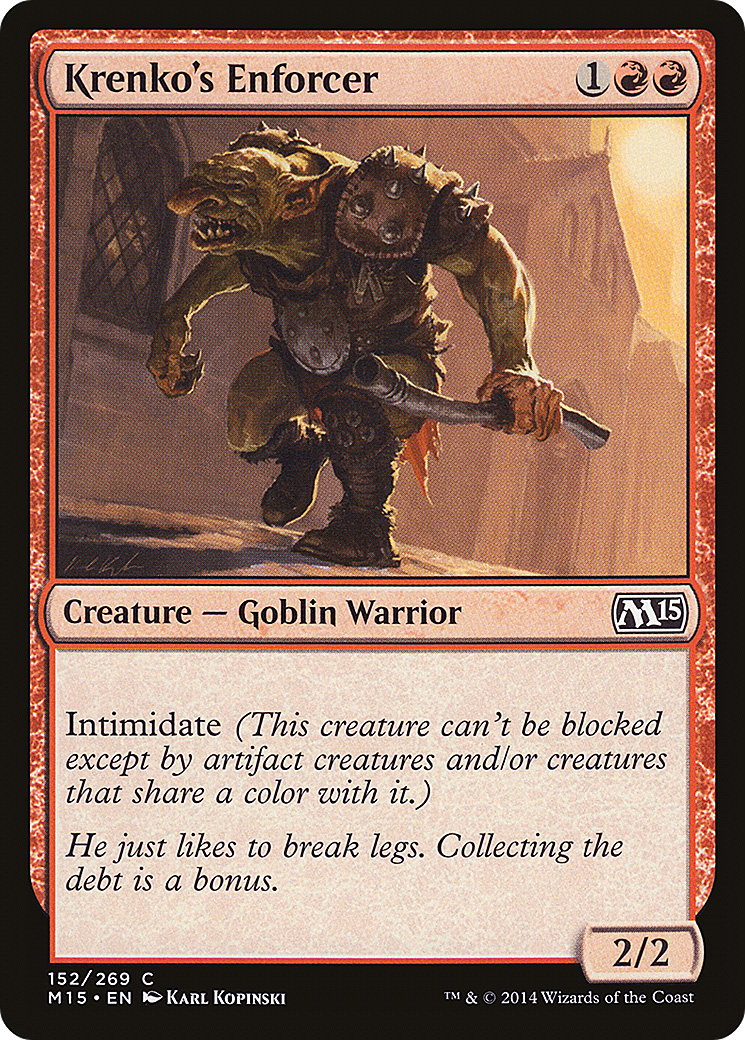 Krenko's Enforcer 1
Creature — Goblin Warrior M15
Intimidate (This creature can't be blocked
except by artifact creatures and/or creatures
that share a color with it.)
He just likes to break legs. Collecting the
debt is a bonus.
2/2
152/269 C
M15 • EN Karl Kopinski ™ & © 2014 Wizards of the Coast